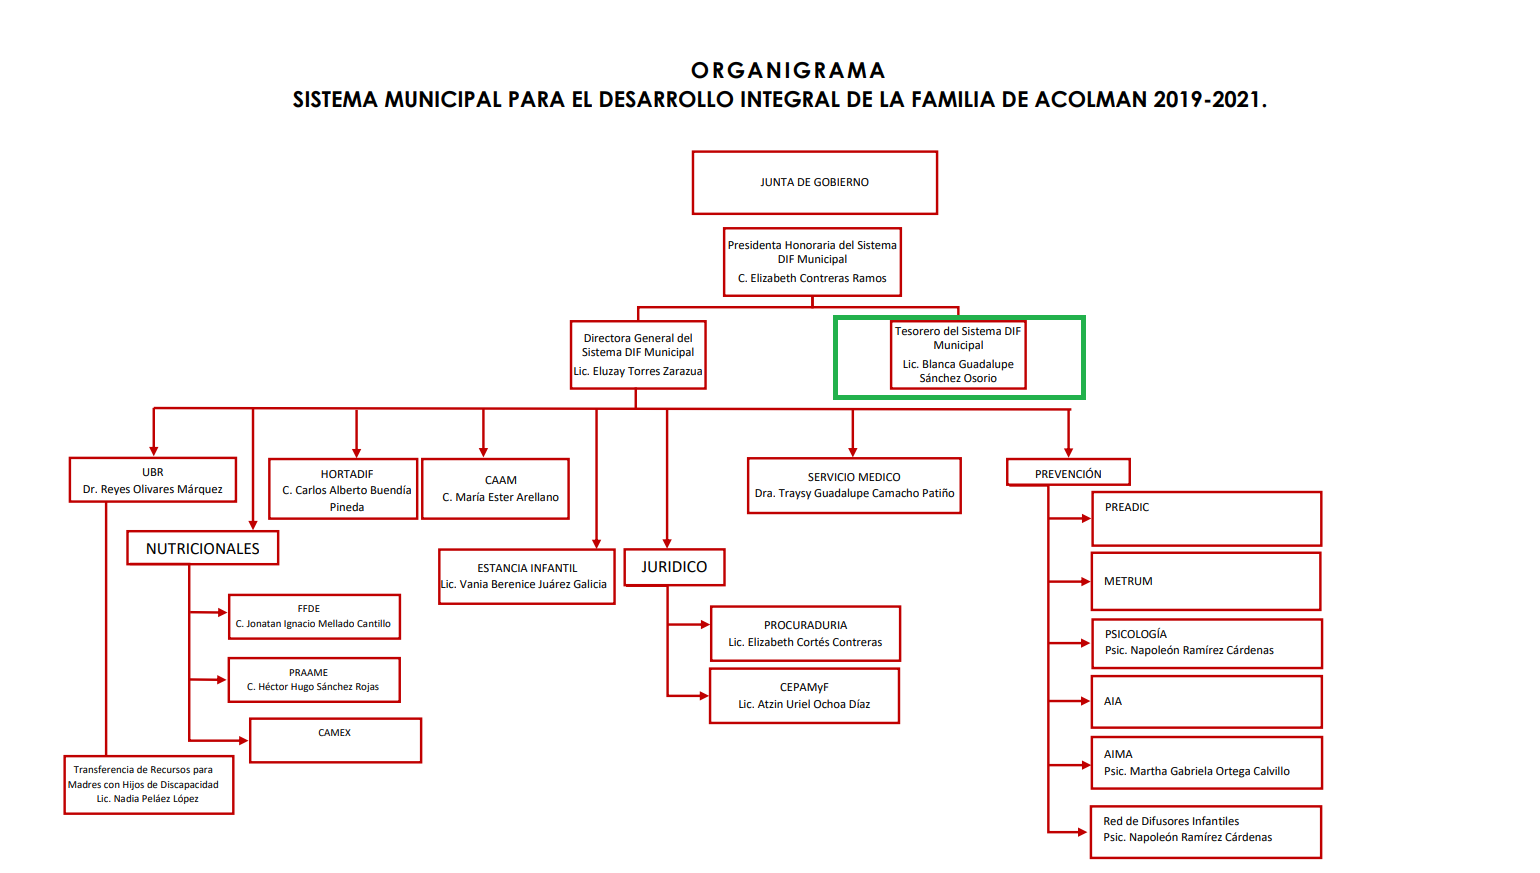 ORGANIGRAMA
SISTEMA MUNICIPAL PARA EL DESARROLLO INTEGRAL DE LA FAMILIA DE ACOLMAN 2019-2021.
JUNTA DE GOBIERNO
Presidenta Honoraria del Sistema
DIF Municipal
C. Elizabeth Contreras Ramos
Directora General del
Sistema DIF Municipal
Lic. Eluzay Torres Zarazua
Tesorero del Sistema DIF
Municipal
Lic. Blanca Guadalupe
Sánchez Osorio
UBR
Dr. Reyes Olivares Márquez
HORTADIF
C. Carlos Alberto Buendía
Pineda
CAAM
C. María Ester Arellano
SERVICIO MEDICO
Dra. Traysy Guadalupe Camacho Patiño
PREVENCIÓN
NUTRICIONALES
ESTANCIA INFANTIL
Lic. Vania Berenice Juárez Galicia
JURIDICO
FFDE
C. Jonatan Ignacio Mellado Cantillo
PRAAME
C. Héctor Hugo Sánchez Rojas
CAMEX
Transferencia de Recursos para
Madres con Hijos de Discapacidad
Lic. Nadia Peláez López
PROCURADURIA
Lic. Elizabeth Cortés Contreras
CEPAMyF
Lic. Atzin Uriel Ochoa Díaz
PREADIC
METRUM
PSICOLOGÍA
Psic. Napoleón Ramírez Cárdenas
AIA
AIMA
Psic. Martha Gabriela Ortega Calvillo
Red de Difusores Infantiles
Psic. Napoleón Ramírez Cárdenas